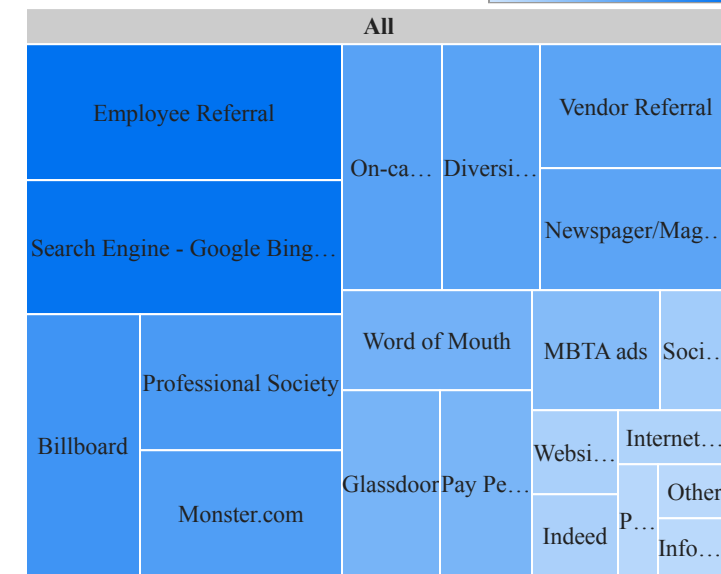 All
Employee Referral
Search Engine - Google Bing…
Billboard
Professional Society
Monster.com
On-ca…
Diversi…
Vendor Referral
Newspager/Mag…
Word of Mouth
Glassdoor
Pay Pe…
MBTA ads
Soci…
Websi…
Indeed
Internet…
P…
Other
Info…